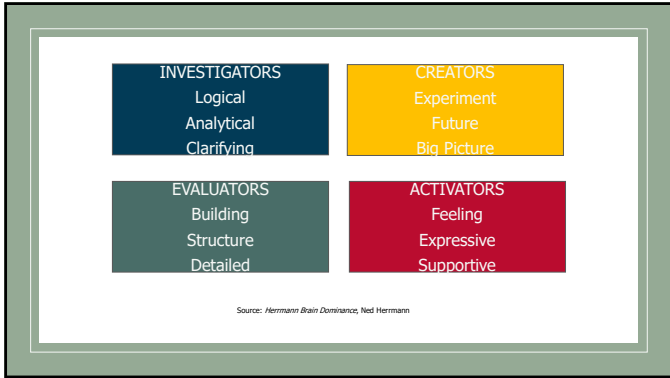 INVESTIGATORS
Logical
Analytical
Clarifying
CREATORS
Experiment
Future
Big Picture
EVALUATORS
Building
Structure
Detailed
ACTIVATORS
Feeling
Expressive
Supportive
Source: Herrmann Brain Dominance, Ned Herrmann